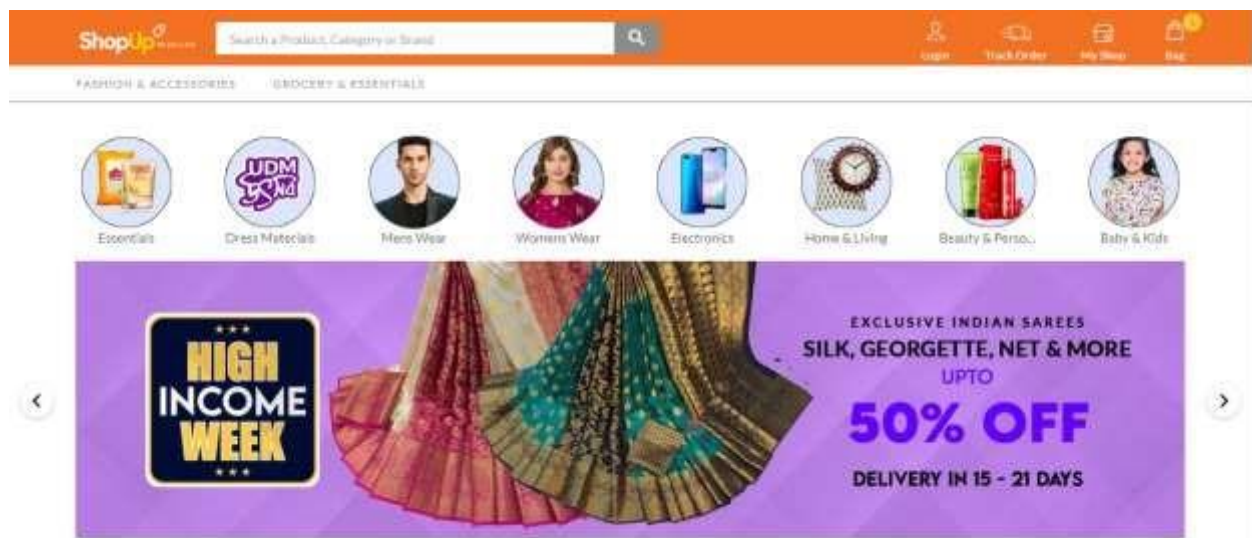 ShopUp
Search a Product, Category or Brand
Login
Track Order
My Shop
Bag
FASHION & ACCESSORIES
GROCERY & ESSENTIALS
UDM
Essentials
Dress Materials
Mens Wear
Womens Wear
Electronics
Home & Living
Beauty & Perso...
Baby & Kids
HIGH
INCOME
WEEK
EXCLUSIVE INDIAN SAREES
SILK, GEORGETTE, NET & MORE
UPTO
50% OFF
DELIVERY IN 15 - 21 DAYS